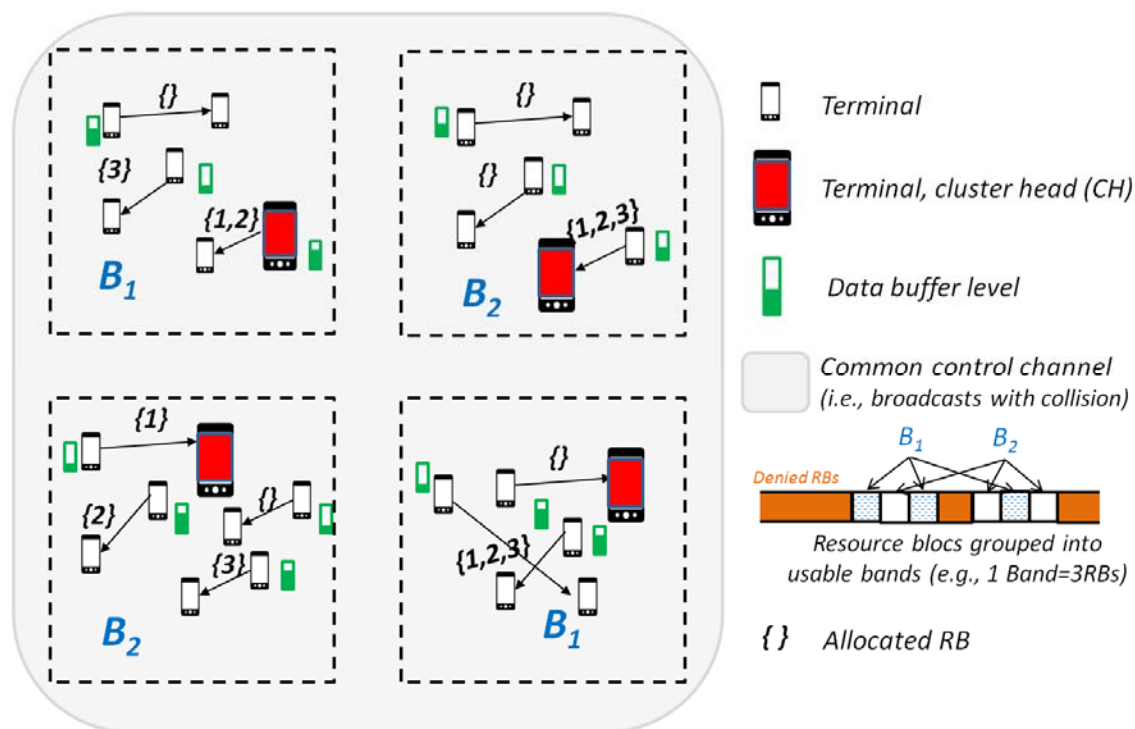 {}
{3}
{1,2}
B1
{}
{}
{1,2,3}
B2
{1}
{2}
{}
{3}
B2
{}
{1,2,3}
B1
Terminal
Terminal, cluster head (CH)
Data buffer level
Common control channel
(i.e., broadcasts with collision)
B1 B2
Denied RBs
Resource blocs grouped into
usable bands (e.g., 1 Band=3RBs)
{ } Allocated RB